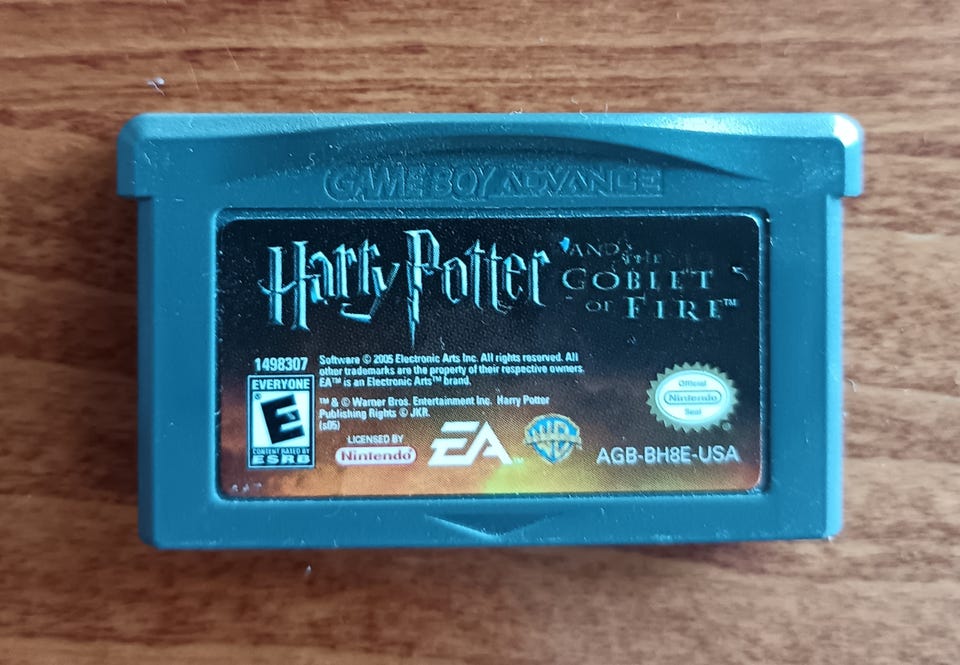 GAME BOY ADVANCE
Harry Potter
AND THE
GOBLET
OF FIRE™
1498307
EVERYONE
E
CONTENT RATED BY
ESRB
Software © 2005 Electronic Arts Inc. All rights reserved. All
other trademarks are the property of their respective owners.
EA™ is an Electronic Arts™ brand.
™ & © Warner Bros. Entertainment Inc. Harry Potter
Publishing Rights © JKR.
(s05)
LICENSED BY
Nintendo®
EA™
WB
Official
Nintendo
Seal
AGB-BH8E-USA